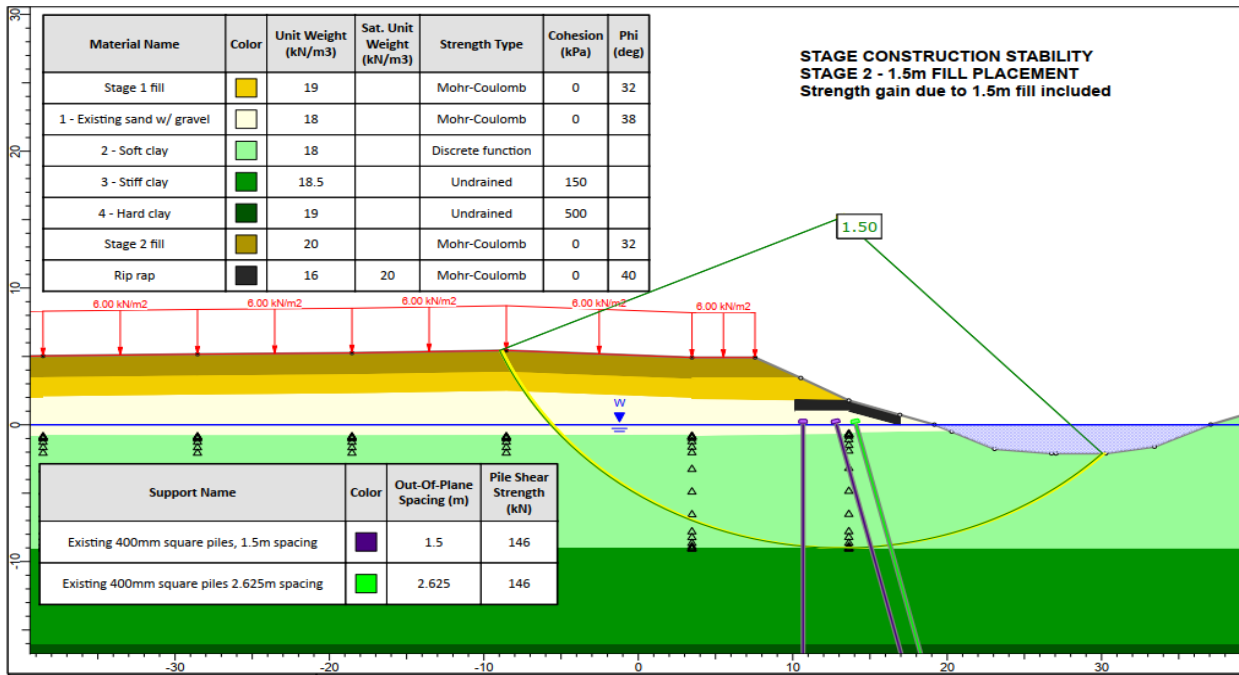 30
20
10
0
-10
Material Name Color Unit Weight (kN/m3) Sat. Unit Weight (kN/m3) Strength Type Cohesion (kPa) Phi (deg)
Stage 1 fill 19 Mohr-Coulomb 0 32
1 - Existing sand w/ gravel 18 Mohr-Coulomb 0 38
2 - Soft clay 18 Discrete function
3 - Stiff clay 18.5 Undrained 150
4 - Hard clay 19 Undrained 500
Stage 2 fill 20 Mohr-Coulomb 0 32
Rip rap 16 20 Mohr-Coulomb 0 40
STAGE CONSTRUCTION STABILITY
STAGE 2 - 1.5m FILL PLACEMENT
Strength gain due to 1.5m fill included
1.50
6.00 kN/m2 6.00 kN/m2 6.00 kN/m2 6.00 kN/m2 6.00 kN/m2
W
Support Name Color Out-Of-Plane Spacing (m) Pile Shear Strength (kN)
Existing 400mm square piles, 1.5m spacing 1.5 146
Existing 400mm square piles 2.625m spacing 2.625 146
-30 -20 -10 0 10 20 30